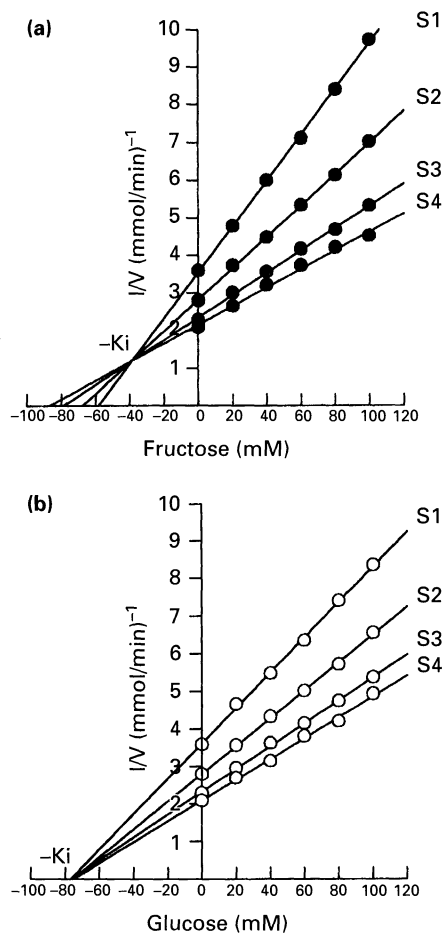 (a)
10
9
8
7
6
5
4
3
2
1
I/V (mmol/min)⁻¹
S1
S2
S3
S4
–Ki
–100 –80 –60 –40 –20 0 20 40 60 80 100 120
Fructose (mM)
(b)
10
9
8
7
6
5
4
3
2
1
I/V (mmol/min)⁻¹
S1
S2
S3
S4
–Ki
–100 –80 –60 –40 –20 0 20 40 60 80 100 120
Glucose (mM)